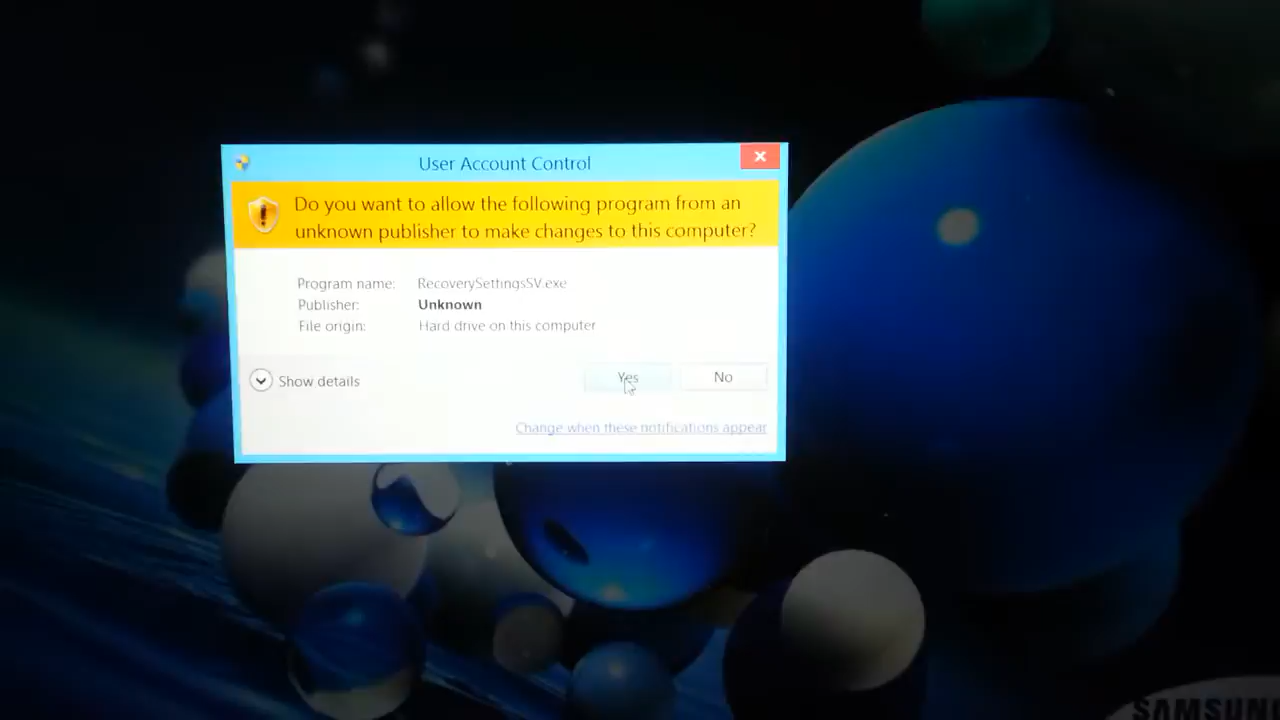 User Account Control
Do you want to allow the following program from an
unknown publisher to make changes to this computer?
Program name: RecoverySettingsSV.exe
Publisher: Unknown
File origin: Hard drive on this computer
Show details
Yes
No
Change when these notifications appear
SAMSUNG